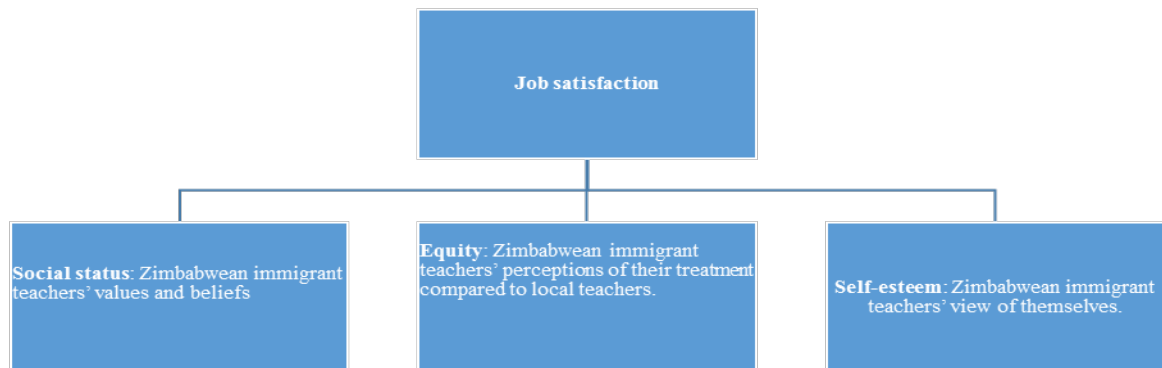 Job satisfaction
Social status: Zimbabwean immigrant
teachers’ values and beliefs
Equity: Zimbabwean immigrant
teachers’ perceptions of their treatment
compared to local teachers.
Self-esteem: Zimbabwean immigrant
teachers’ view of themselves.